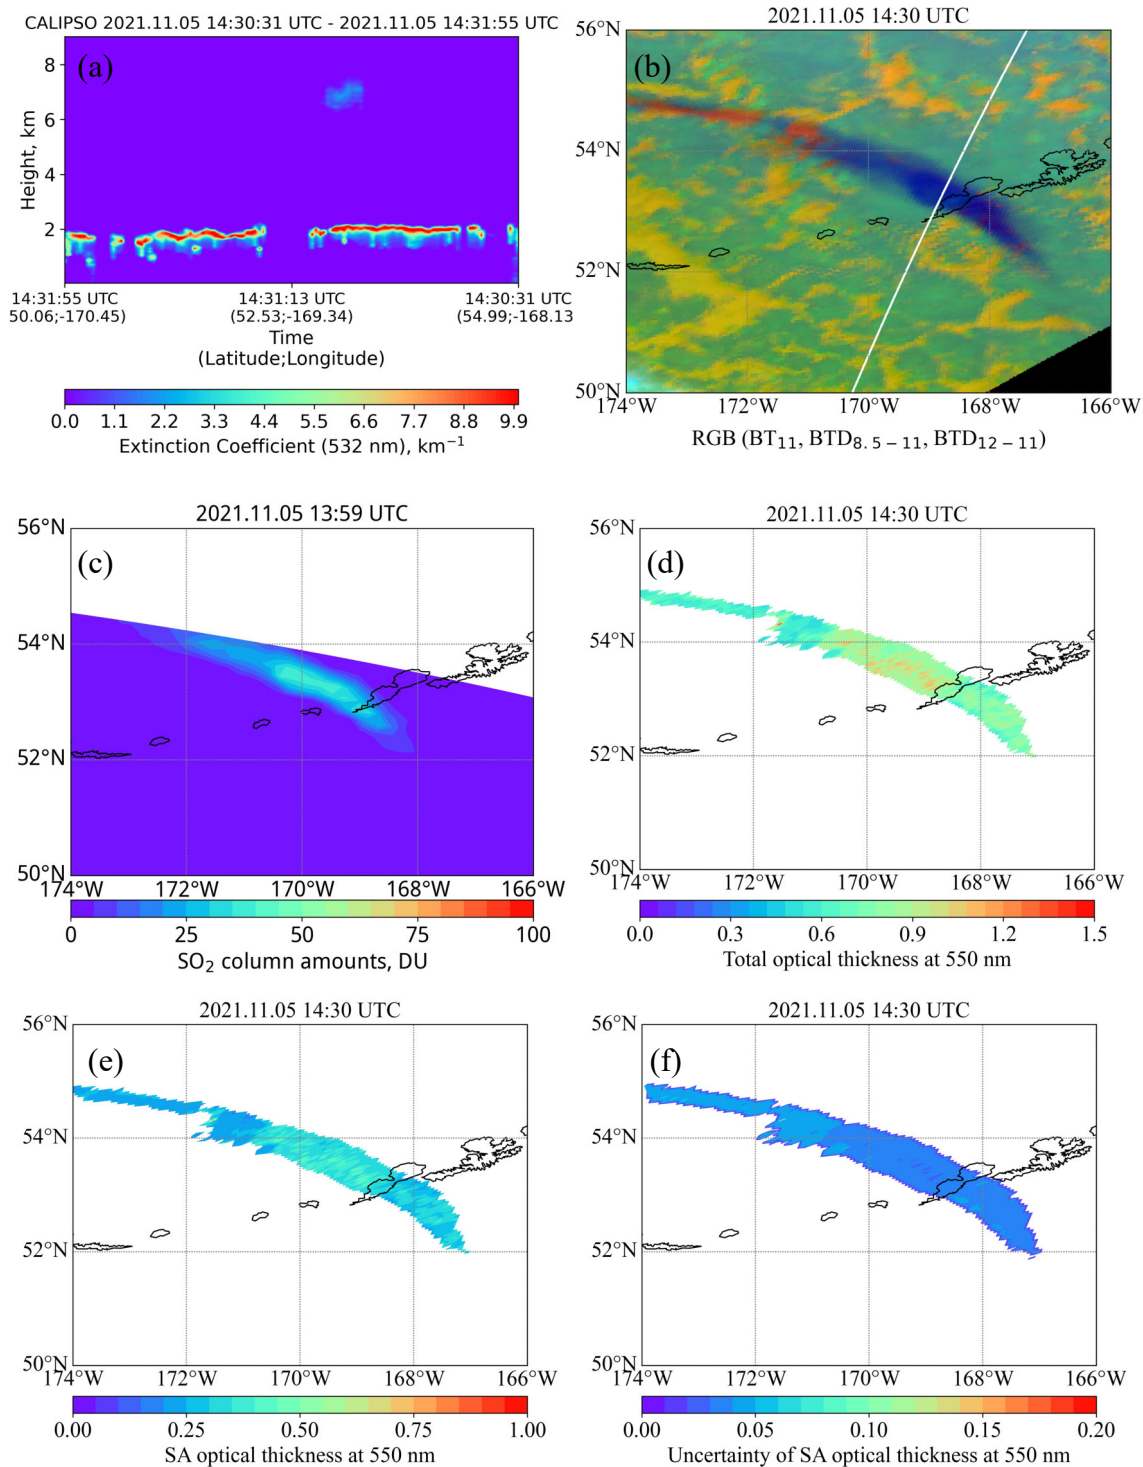 CALIPSO 2021.11.05 14:30:31 UTC - 2021.11.05 14:31:55 UTC
(a)
Height, km
8
6
4
2
14:31:55 UTC 14:31:13 UTC 14:30:31 UTC
50.06;-170.45) (52.53;-169.34) (54.99;-168.13
Time
(Latitude;Longitude)
0.0 1.1 2.2 3.3 4.4 5.5 6.6 7.7 8.8 9.9
Extinction Coefficient (532 nm), km⁻¹
2021.11.05 14:30 UTC
(b)
56°N
54°N
52°N
50°N
174°W 172°W 170°W 168°W 166°W
RGB (BT₁₁, BTD₈.₅₋₁₁, BTD₁₂₋₁₁)
2021.11.05 13:59 UTC
(c)
56°N
54°N
52°N
50°N
174°W 172°W 170°W 168°W 166°W
0 25 50 75 100
SO₂ column amounts, DU
2021.11.05 14:30 UTC
(d)
56°N
54°N
52°N
50°N
174°W 172°W 170°W 168°W 166°W
0.0 0.3 0.6 0.9 1.2 1.5
Total optical thickness at 550 nm
2021.11.05 14:30 UTC
(e)
56°N
54°N
52°N
50°N
174°W 172°W 170°W 168°W 166°W
0.00 0.25 0.50 0.75 1.00
SA optical thickness at 550 nm
2021.11.05 14:30 UTC
(f)
56°N
54°N
52°N
50°N
174°W 172°W 170°W 168°W 166°W
0.00 0.05 0.10 0.15 0.20
Uncertainty of SA optical thickness at 550 nm